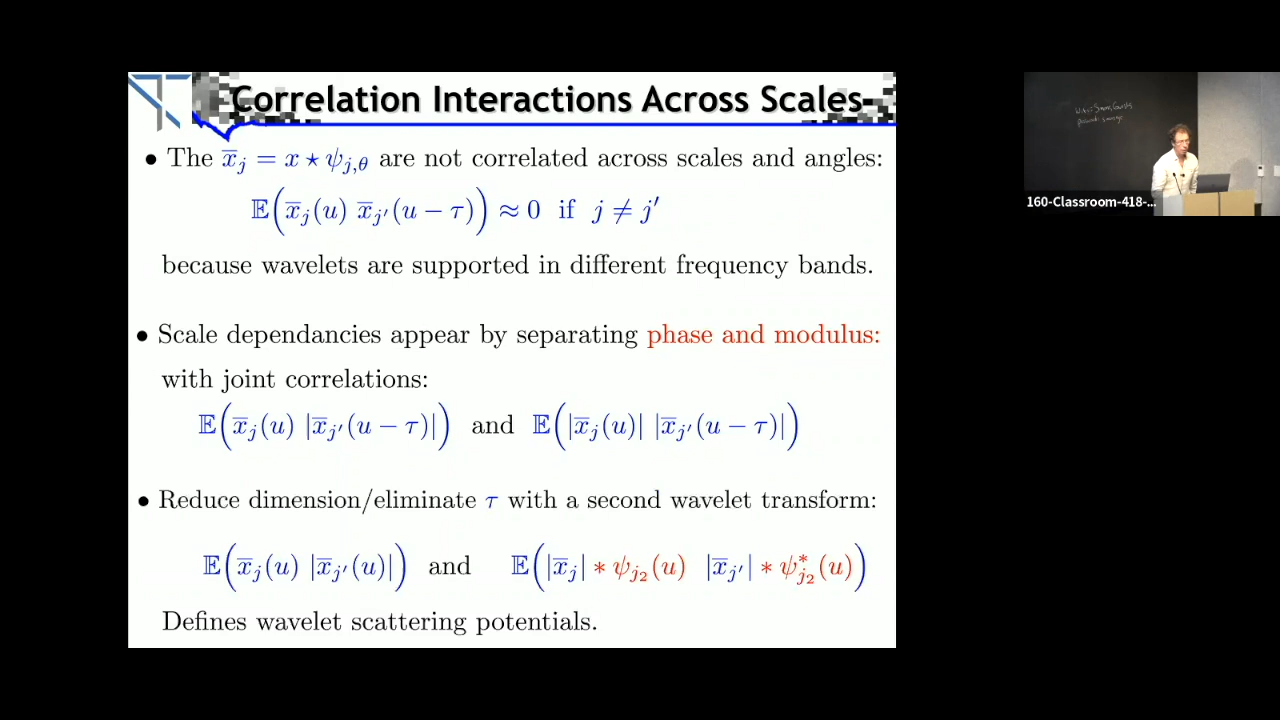 Correlation Interactions Across Scales
• The x̄_j = x ⋆ ψ_{j,θ} are not correlated across scales and angles:
𝔼(x̄_j(u) x̄_{j'}(u − τ)) ≈ 0 if j ≠ j'
because wavelets are supported in different frequency bands.
• Scale dependancies appear by separating phase and modulus:
with joint correlations:
𝔼(x̄_j(u) |x̄_{j'}(u − τ)|) and 𝔼(|x̄_j(u)| |x̄_{j'}(u − τ)|)
• Reduce dimension/eliminate τ with a second wavelet transform:
𝔼(x̄_j(u) |x̄_{j'}(u)|) and 𝔼(|x̄_j| * ψ_{j_2}(u) |x̄_{j'}| * ψ*_{j_2}(u))
Defines wavelet scattering potentials.
160-Classroom-418-...